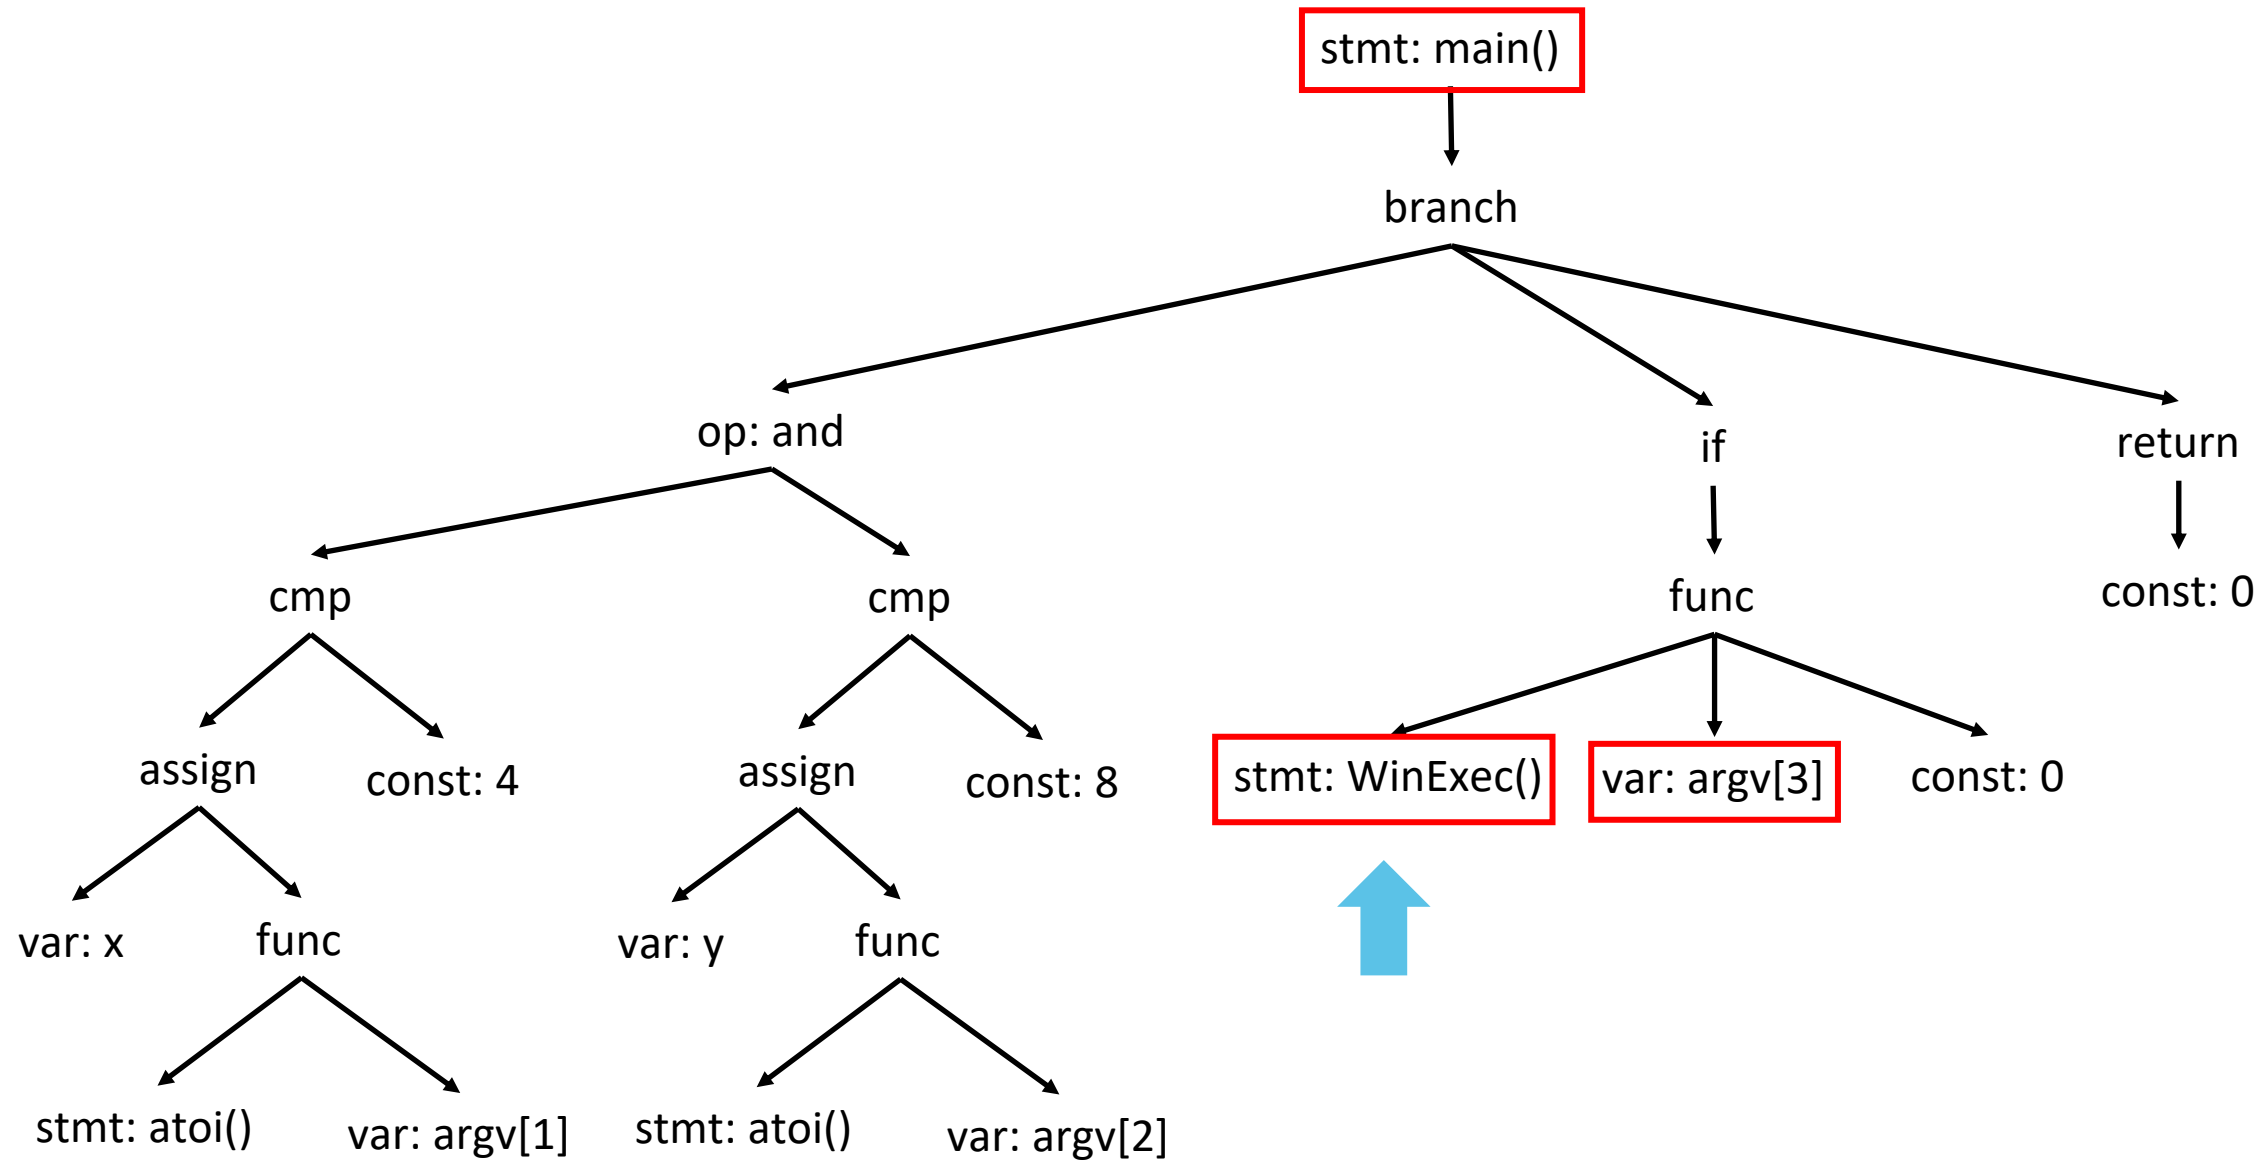 stmt: main()
branch
op: and
if
return
cmp
cmp
func
const: 0
assign
const: 4
assign
const: 8
stmt: WinExec()
var: argv[3]
const: 0
var: x
func
var: y
func
stmt: atoi()
var: argv[1]
stmt: atoi()
var: argv[2]